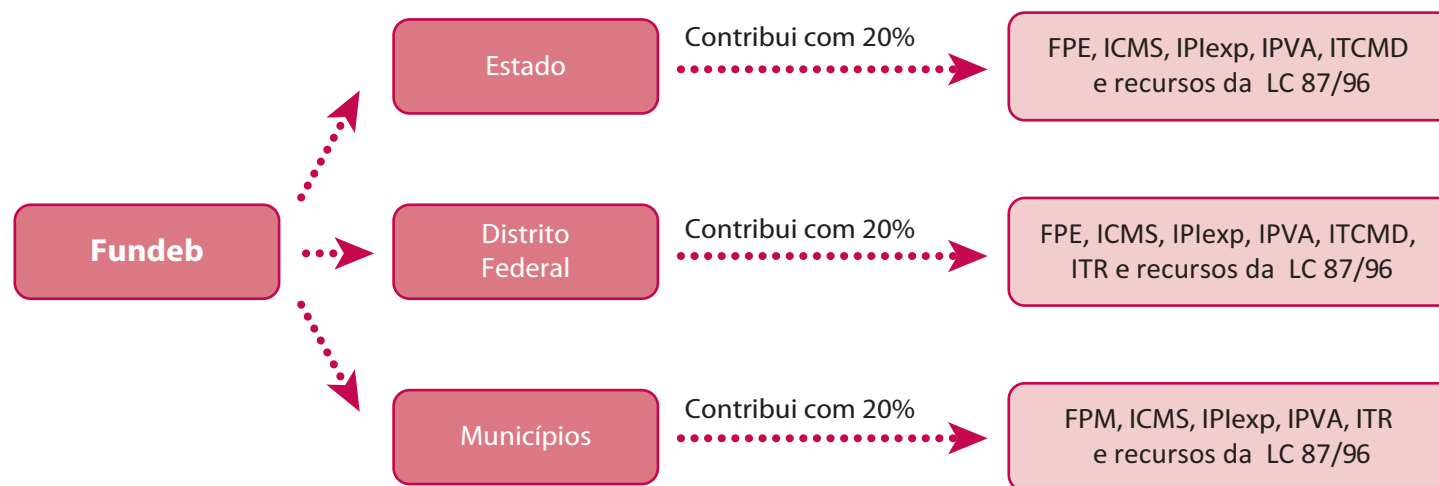 Fundeb
Estado
Contribui com 20%
FPE, ICMS, IPIexp, IPVA, ITCMD
e recursos da LC 87/96
Distrito
Federal
Contribui com 20%
FPE, ICMS, IPIexp, IPVA, ITCMD,
ITR e recursos da LC 87/96
Municípios
Contribui com 20%
FPM, ICMS, IPIexp, IPVA, ITR
e recursos da LC 87/96